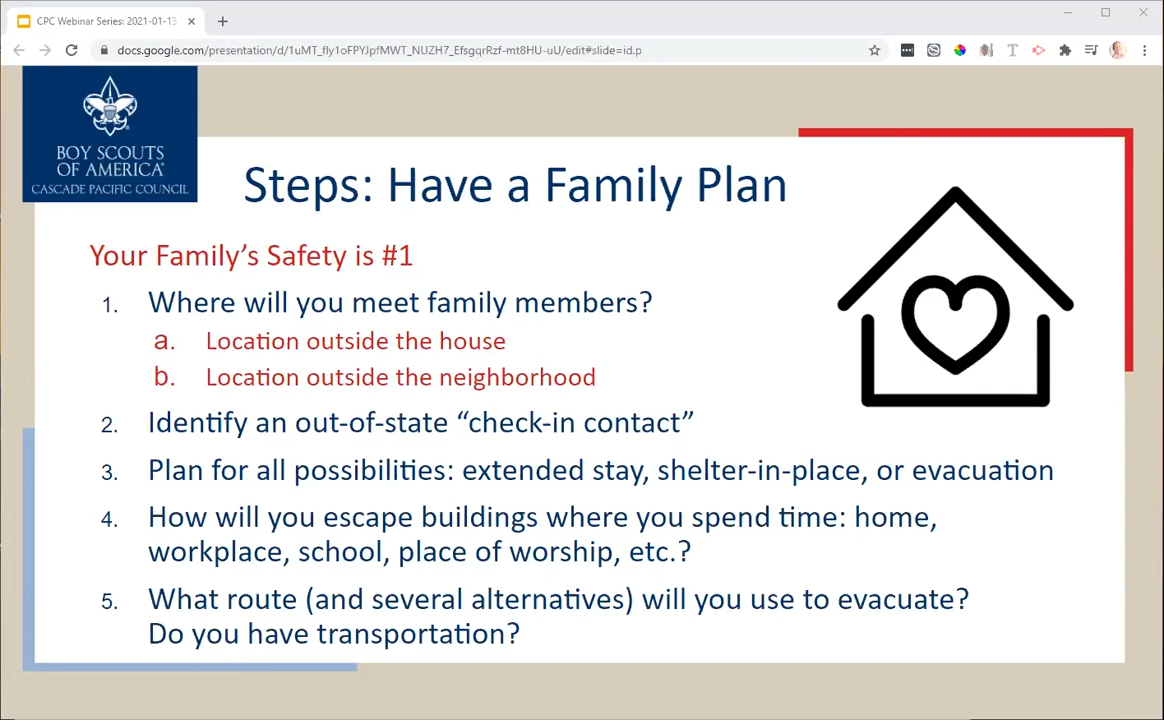 CPC Webinar Series: 2021-01-13
docs.google.com/presentation/d/1uMT_fIy1oFPYJpfMWT_NUZH7_EfsgqrRzf-mt8HU-uU/edit#slide=id.p
BOY SCOUTS
OF AMERICA®
CASCADE PACIFIC COUNCIL
Steps: Have a Family Plan
Your Family’s Safety is #1
1. Where will you meet family members?
a. Location outside the house
b. Location outside the neighborhood
2. Identify an out-of-state “check-in contact”
3. Plan for all possibilities: extended stay, shelter-in-place, or evacuation
4. How will you escape buildings where you spend time: home,
workplace, school, place of worship, etc.?
5. What route (and several alternatives) will you use to evacuate?
Do you have transportation?